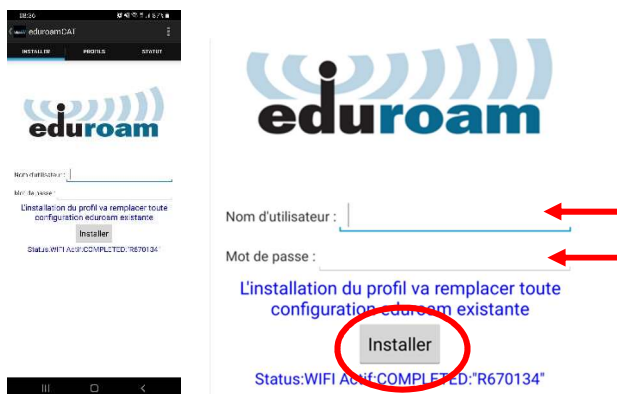 08:56
eduroamCAT
INSTALLER PROFILS STATUT
eduroam
Nom d'utilisateur :
Mot de passe :
L'installation du profil va remplacer toute
configuration eduroam existante
Installer
Status:WIFI Actif:COMPLETED:"R670134"
eduroam
Nom d'utilisateur :
Mot de passe :
L'installation du profil va remplacer toute
configuration eduroam existante
Installer
Status:WIFI Actif:COMPLETED:"R670134"